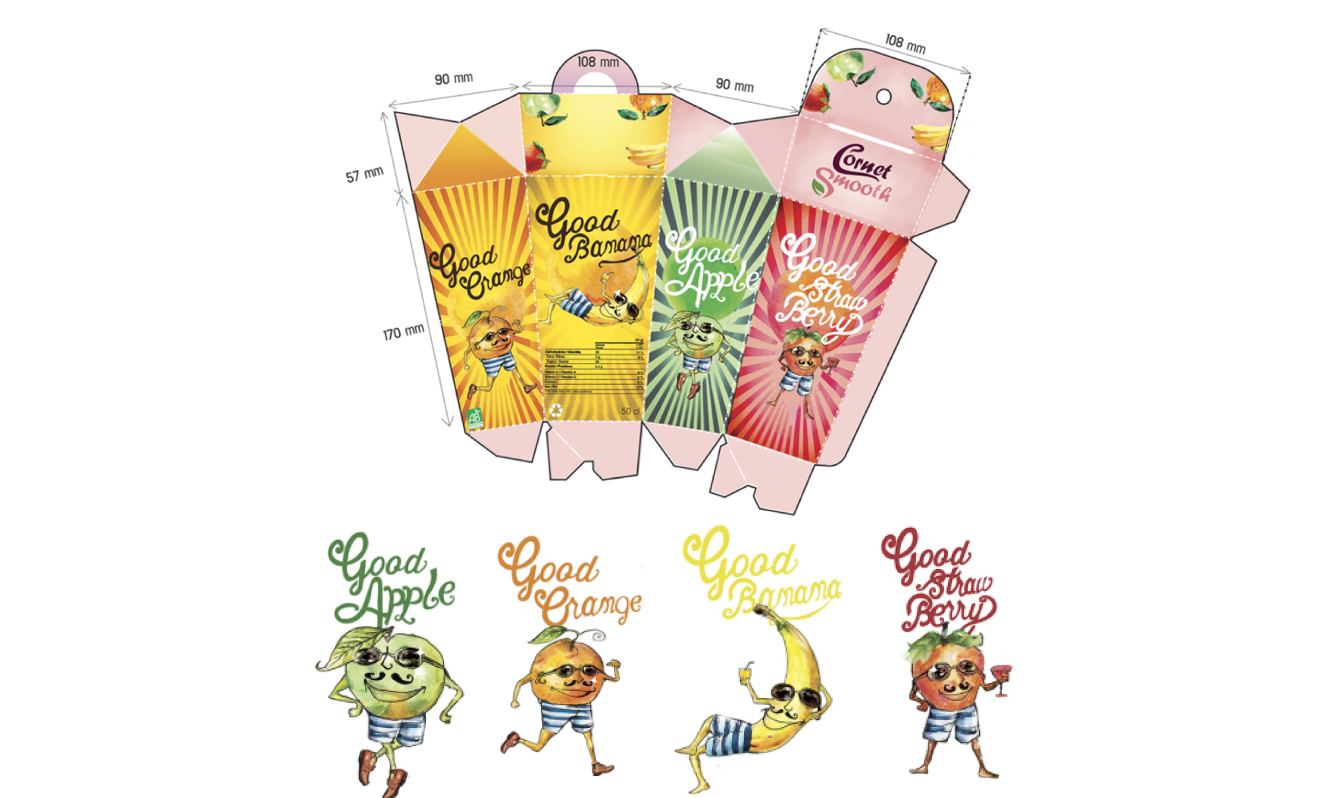 108 mm
90 mm
108 mm
90 mm
57 mm
170 mm
Cornet
Smooth
Good
Orange
Good
Banana
Good
Apple
Good
Straw
Berry
AB
50 cl
Good
Apple
Good
Orange
Good
Banana
Good
Straw
Berry